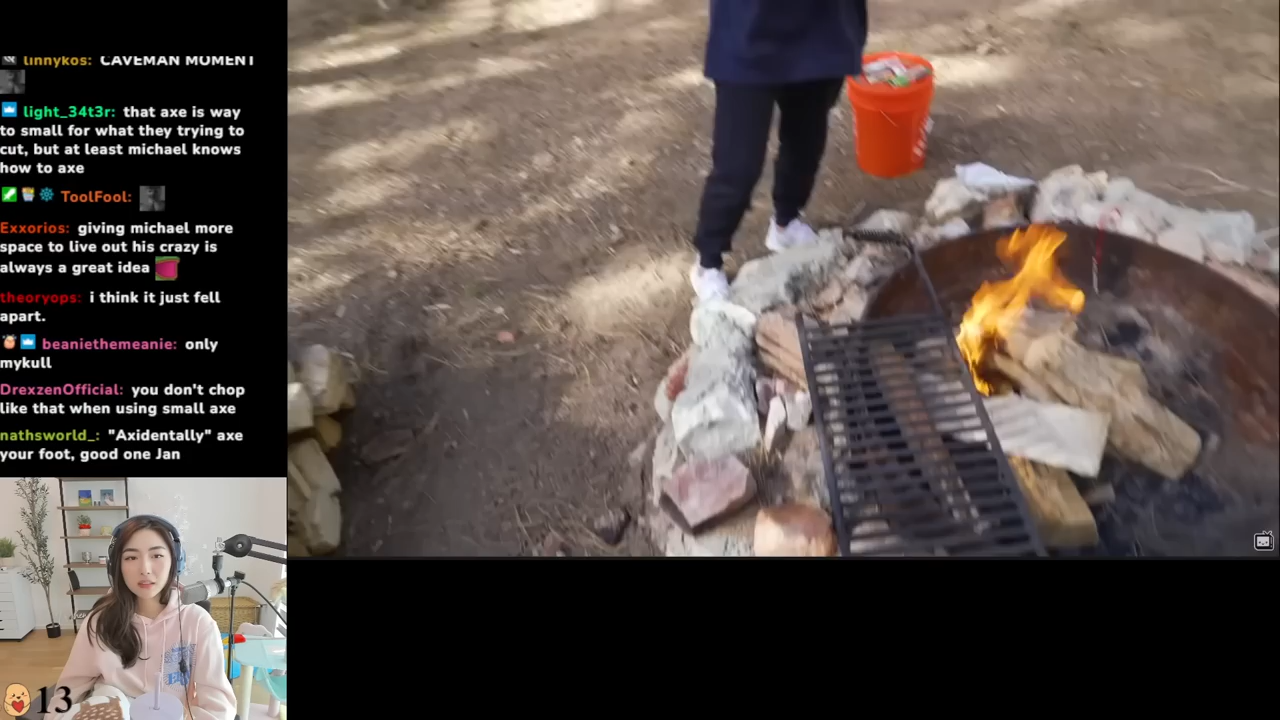 linnykos: CAVEMAN MOMENT
light_34t3r: that axe is way
to small for what they trying to
cut, but at least michael knows
how to axe
ToolFool:
Exxorios: giving michael more
space to live out his crazy is
always a great idea
theoryops: i think it just fell
apart.
beaniethemeanie: only
mykull
DrexzenOfficial: you don't chop
like that when using small axe
nathsworld_: "Axidentally" axe
your foot, good one Jan
13